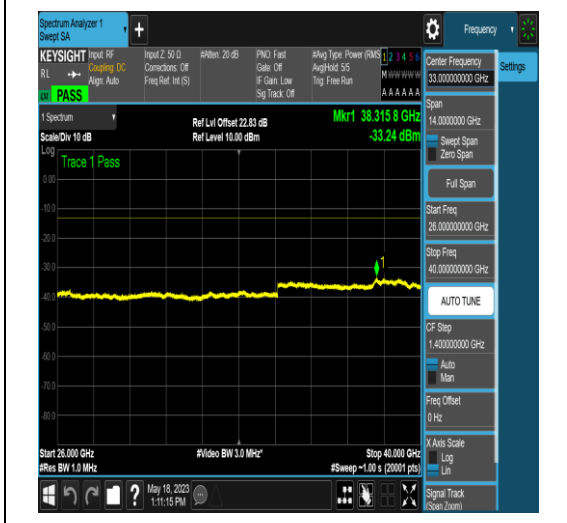 Spectrum Analyzer 1
Swept SA
+
Frequency
KEYSIGHT
Input: RF
Coupling: DC
Align: Auto
Input Z: 50 Ω
Corrections: Off
Freq Ref: Int (S)
#Atten: 20 dB
PNO: Fast
Gate: Off
IF Gain: Low
Sig Track: Off
#Avg Type: Power (RMS
Avg|Hold: 5/5
Trig: Free Run
1 2 3 4 5 6
M W W W W W
A A A A A A
RL
PASS
Center Frequency
33.000000000 GHz
Settings
Span
14.0000000 GHz
Swept Span
Zero Span
Full Span
Start Freq
26.000000000 GHz
Stop Freq
40.000000000 GHz
AUTO TUNE
CF Step
1.400000000 GHz
Auto
Man
Freq Offset
0 Hz
X Axis Scale
Log
Lin
Signal Track
(Span Zoom)
1 Spectrum
Scale/Div 10 dB
Ref Lvl Offset 22.83 dB
Ref Level 10.00 dBm
Mkr1 38.315 8 GHz
-33.24 dBm
Log
Trace 1 Pass
0.00
-10.0
-20.0
-30.0
-40.0
-50.0
-60.0
-70.0
-80.0
1
Start 26.000 GHz
#Res BW 1.0 MHz
#Video BW 3.0 MHz*
Stop 40.000 GHz
#Sweep ~1.00 s (20001 pts)
?
May 18, 2023
1:11:15 PM